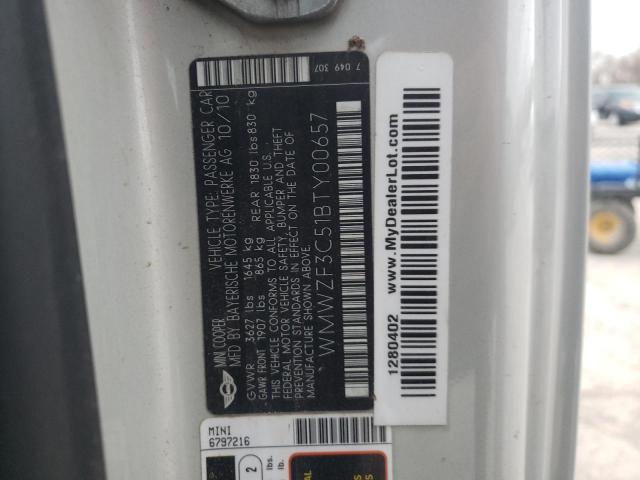 7 049 307
MINI COOPER VEHICLE TYPE: PASSENGER CAR
MFD BY BAYERISCHE MOTORENWERKE AG 10/10
GVWR 3627 lbs 1645 kg
GAWR FRONT 1907 lbs 865 kg REAR 1830 lbs 830 kg
THIS VEHICLE CONFORMS TO ALL APPLICABLE U.S.
FEDERAL MOTOR VEHICLE SAFETY, BUMPER AND THEFT
PREVENTION STANDARDS IN EFFECT ON THE DATE OF
MANUFACTURE SHOWN ABOVE.
WMWZF3C51BTY00657
1280402 www.MyDealerLot.com
MINI
6797216
2
lbs.
lb.